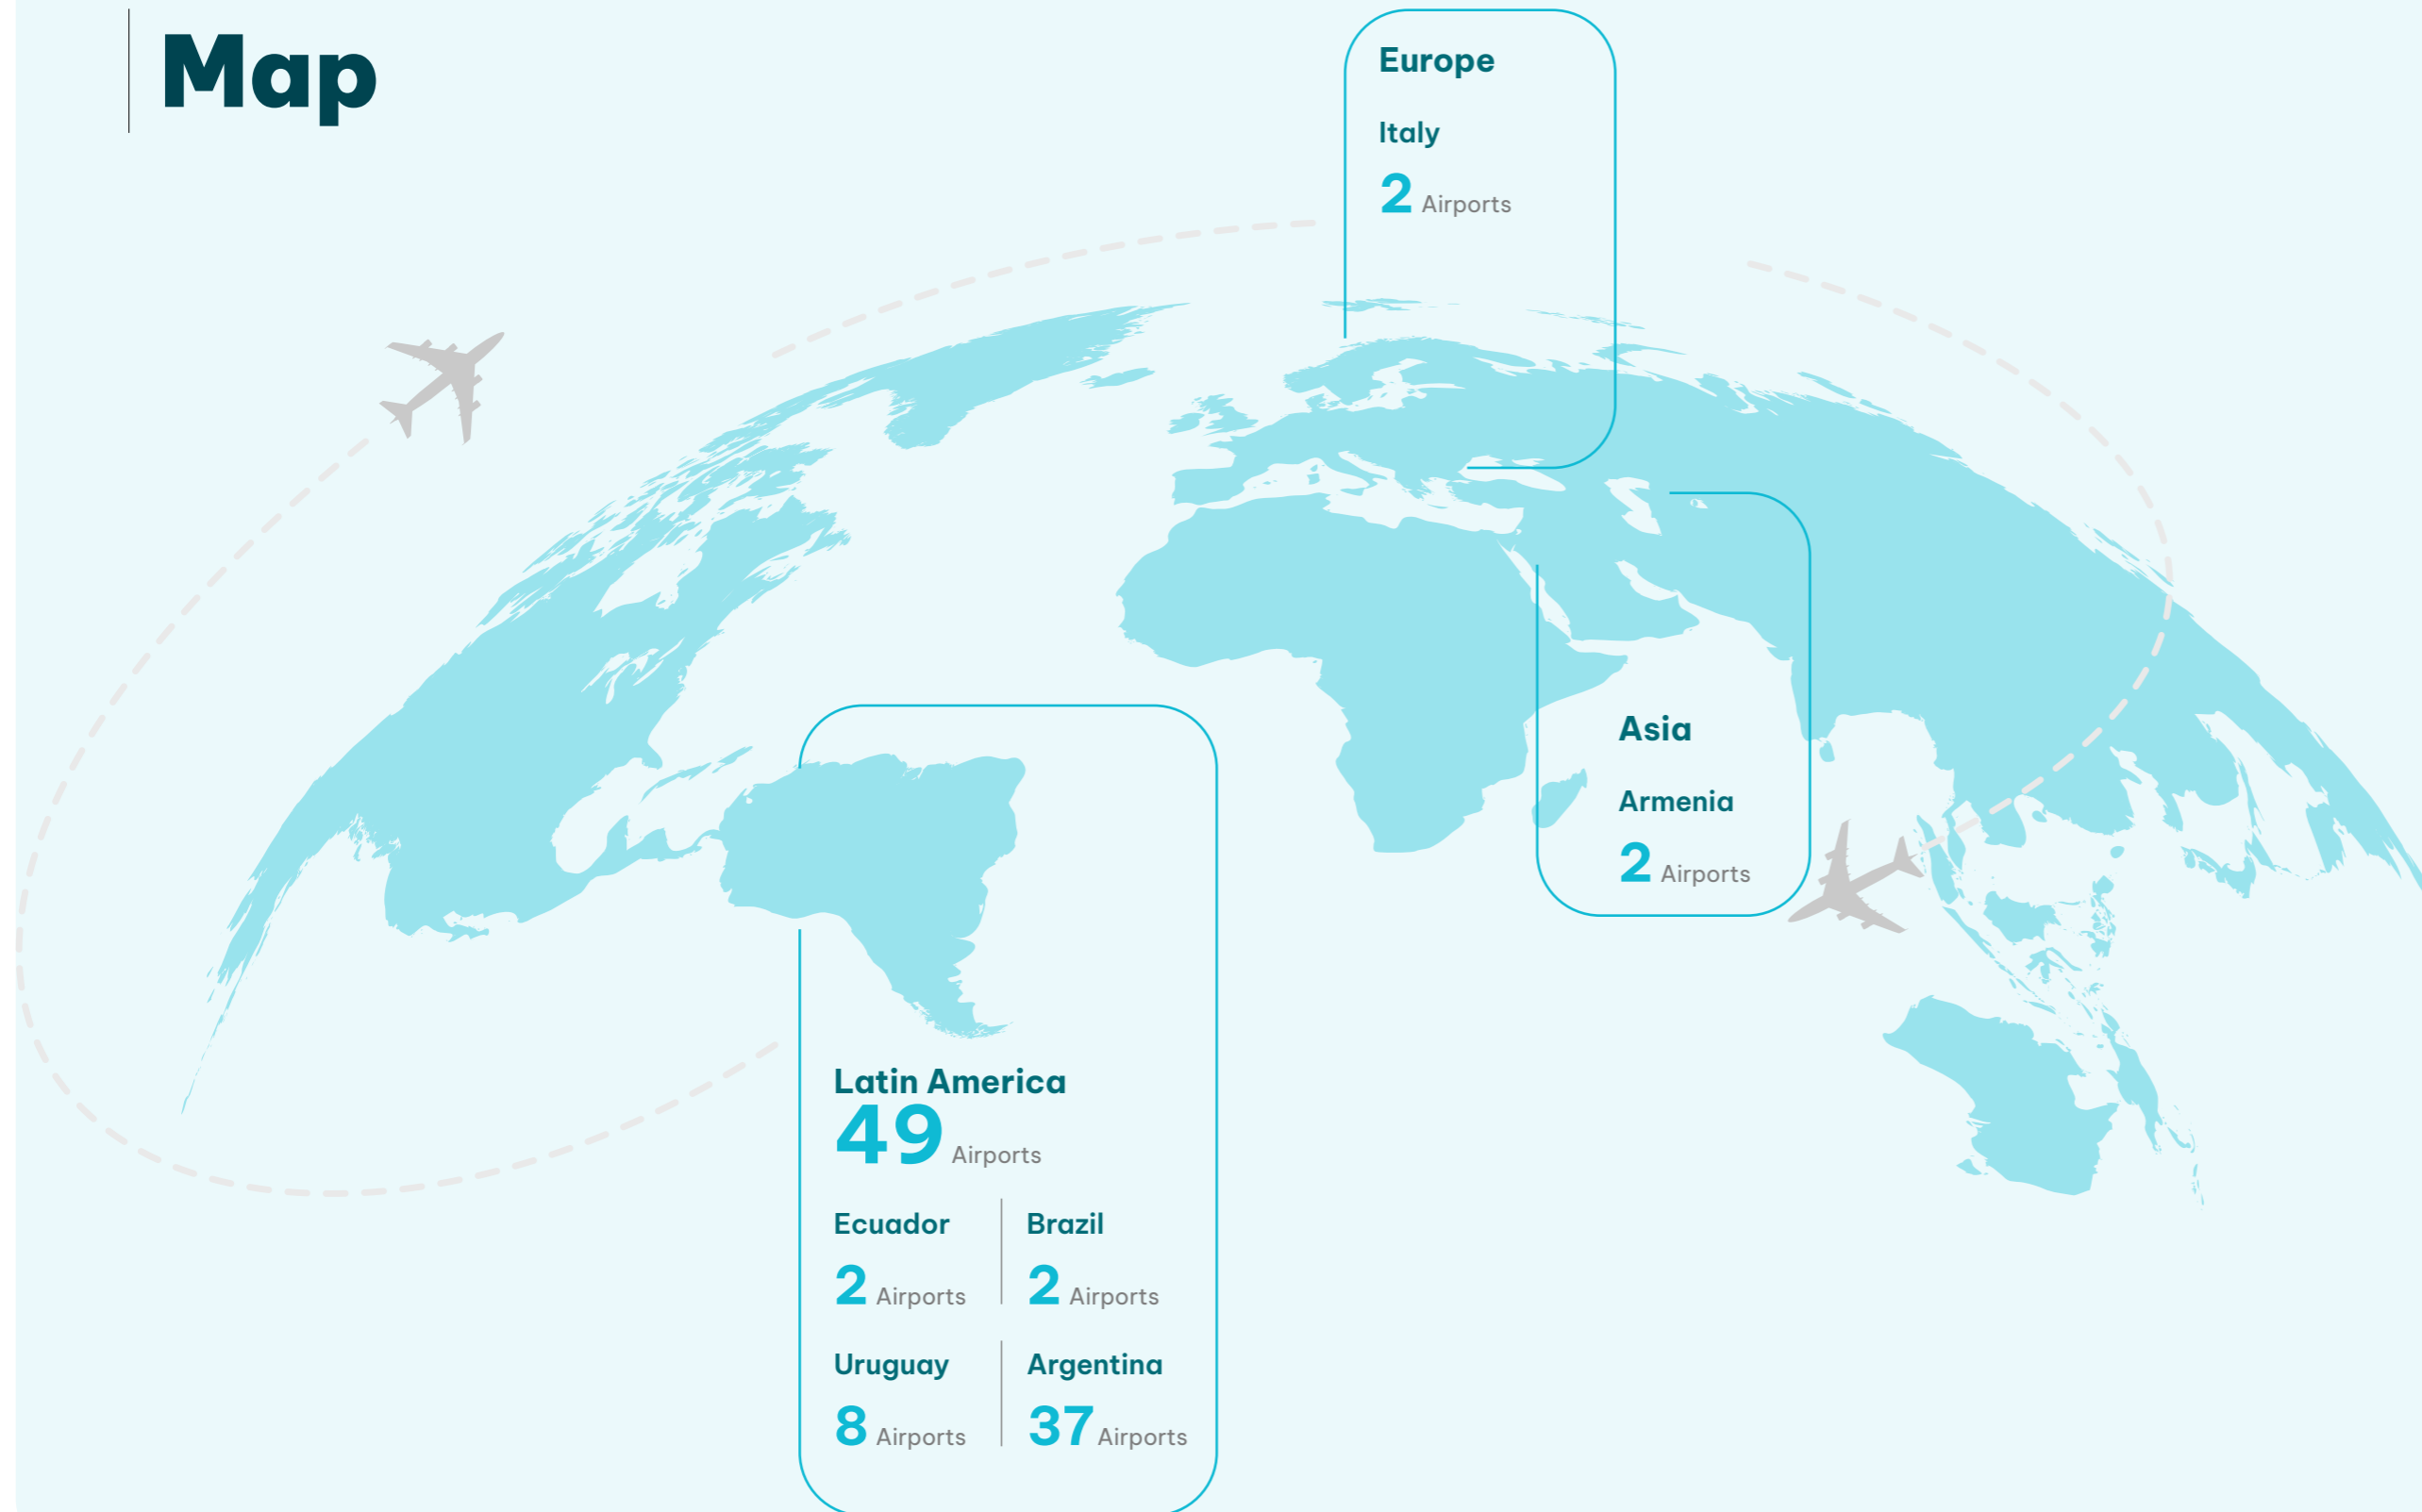 Map
Europe
Italy
2 Airports
Asia
Armenia
2 Airports
Latin America
49 Airports
Ecuador
2 Airports
Brazil
2 Airports
Uruguay
8 Airports
Argentina
37 Airports